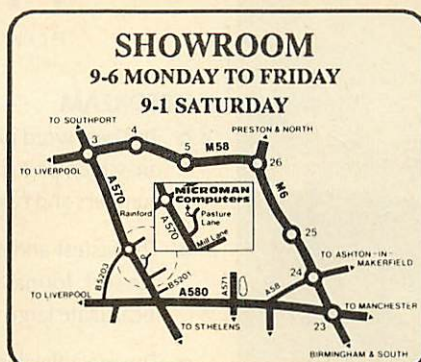 SHOWROOM
9-6 MONDAY TO FRIDAY
9-1 SATURDAY
TO SOUTHPORT
PRESTON & NORTH
3
4
5
M58
26
TO LIVERPOOL
A570
MICROMAN
Computers
M6
Rainford
Pasture
Lane
A570
Mill Lane
25
TO ASHTON-IN-
MAKERFIELD
24
B5203
B5201
A571
A58
TO LIVERPOOL
A580
TO MANCHESTER
23
TO ST HELENS
BIRMINGHAM & SOUTH